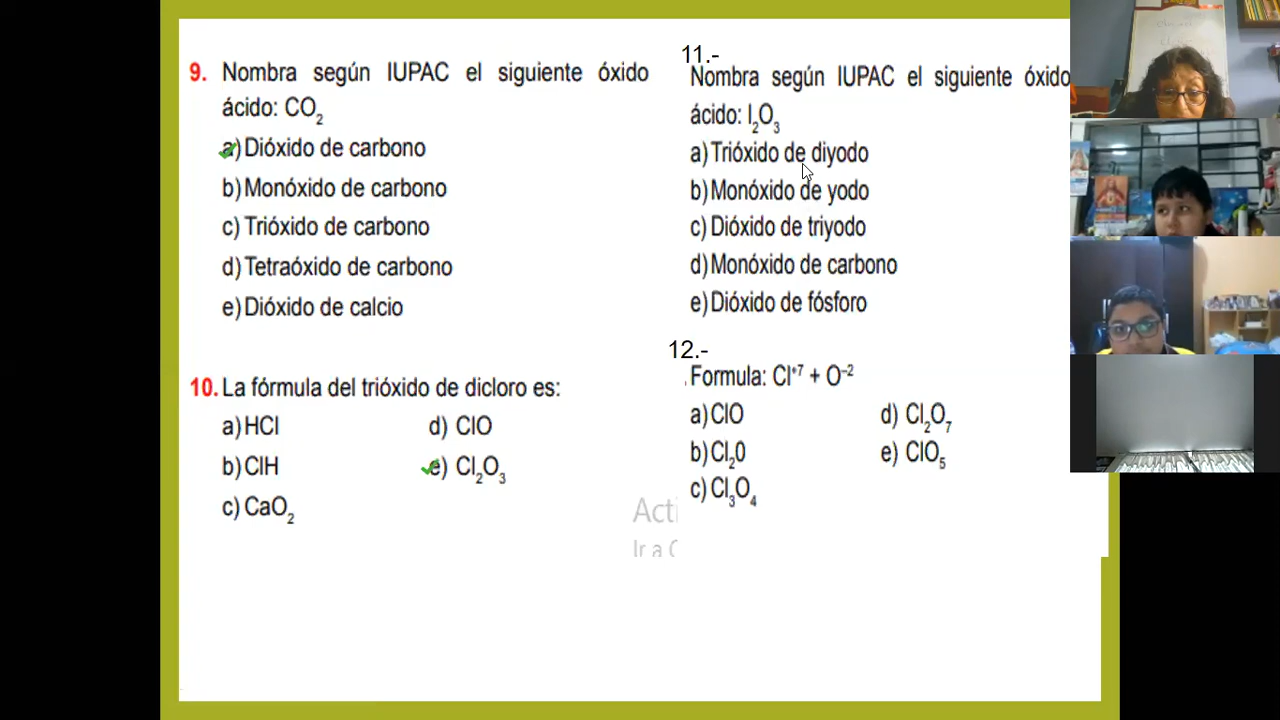 9. Nombra según IUPAC el siguiente óxido
ácido: CO₂
a) Dióxido de carbono
b) Monóxido de carbono
c) Trióxido de carbono
d) Tetraóxido de carbono
e) Dióxido de calcio
10. La fórmula del trióxido de dicloro es:
a) HCl
b) ClH
c) CaO₂
d) ClO
e) Cl₂O₃
11.-
Nombra según IUPAC el siguiente óxido
ácido: I₂O₃
a) Trióxido de diyodo
b) Monóxido de yodo
c) Dióxido de triyodo
d) Monóxido de carbono
e) Dióxido de fósforo
12.-
Formula: Cl⁺⁷ + O⁻²
a) ClO
b) Cl₂0
c) Cl₃O₄
d) Cl₂O₇
e) ClO₅
Acti
Ir a C